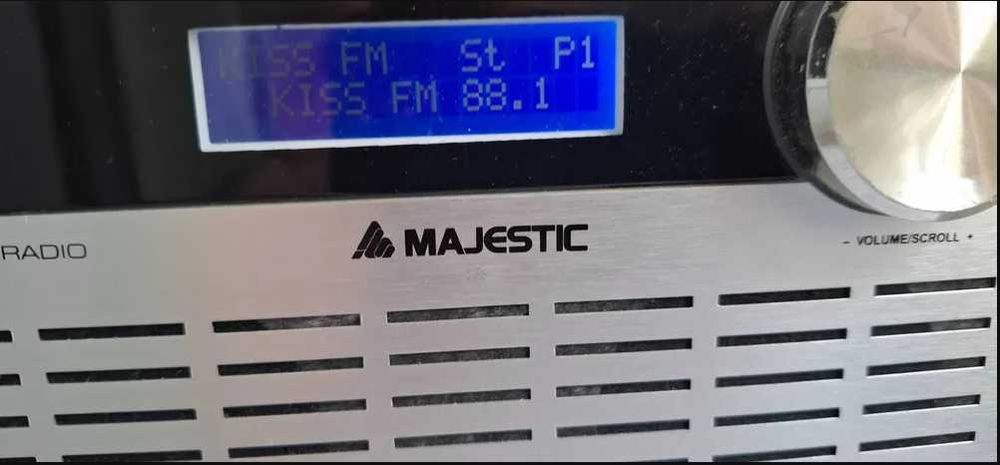 KISS FM St P1
KISS FM 88.1
RADIO
MAJESTIC
- VOLUME/SCROLL +